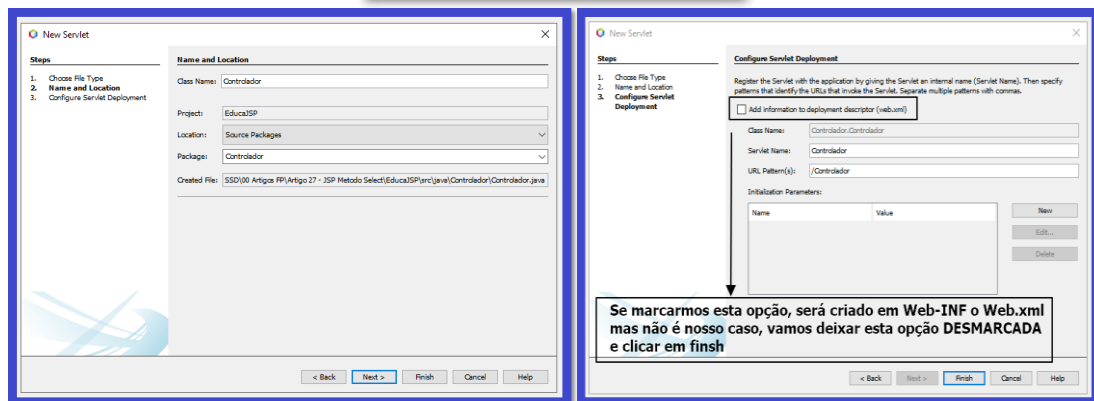 New Servlet
Steps
1. Choose File Type
2. Name and Location
3. Configure Servlet Deployment
Name and Location
Class Name: Controlador
Project: EducaJSP
Location: Source Packages
Package: Controlador
Created File: SSD\00 Artigos FP\Artigo 27 - JSP Metodo Select\EducaJSP\src\java\Controlador\Controlador.java
< Back Next > Finish Cancel Help
New Servlet
Steps
1. Choose File Type
2. Name and Location
3. Configure Servlet
Deployment
Configure Servlet Deployment
Register the Servlet with the application by giving the Servlet an internal name (Servlet Name). Then specify
patterns that identify the URLs that invoke the Servlet. Separate multiple patterns with commas.
Add information to deployment descriptor (web.xml)
Class Name: Controlador.Controlador
Servlet Name: Controlador
URL Pattern(s): /Controlador
Initialization Parameters:
Name Value
New
Edit...
Delete
Se marcarmos esta opção, será criado em Web-INF o Web.xml
mas não é nosso caso, vamos deixar esta opção DESMARCADA
e clicar em finsh
< Back Next > Finish Cancel Help